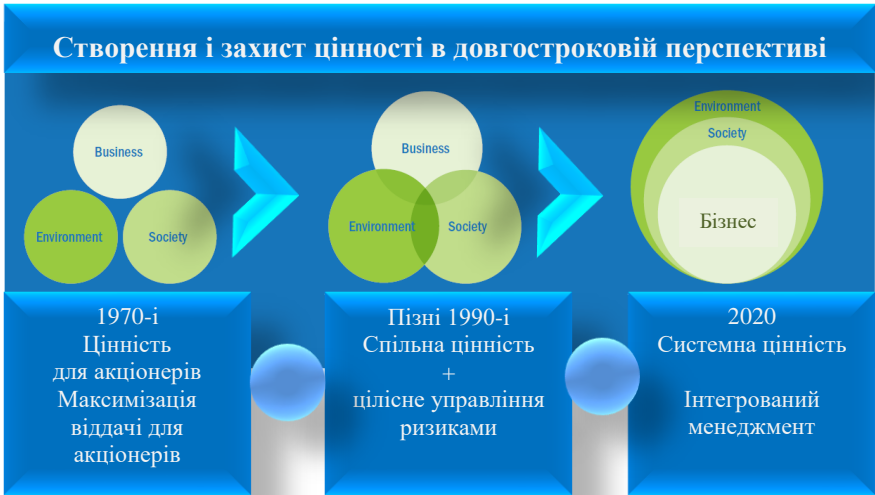 Створення і захист цінності в довгостроковій перспективі
Business
Environment
Society
Business
Environment
Society
Environment
Society
Бізнес
1970-і
Цінність
для акціонерів
Максимізація
віддачі для
акціонерів
Пізні 1990-і
Спільна цінність
+
цілісне управління
ризиками
2020
Системна цінність
Інтегрований
менеджмент